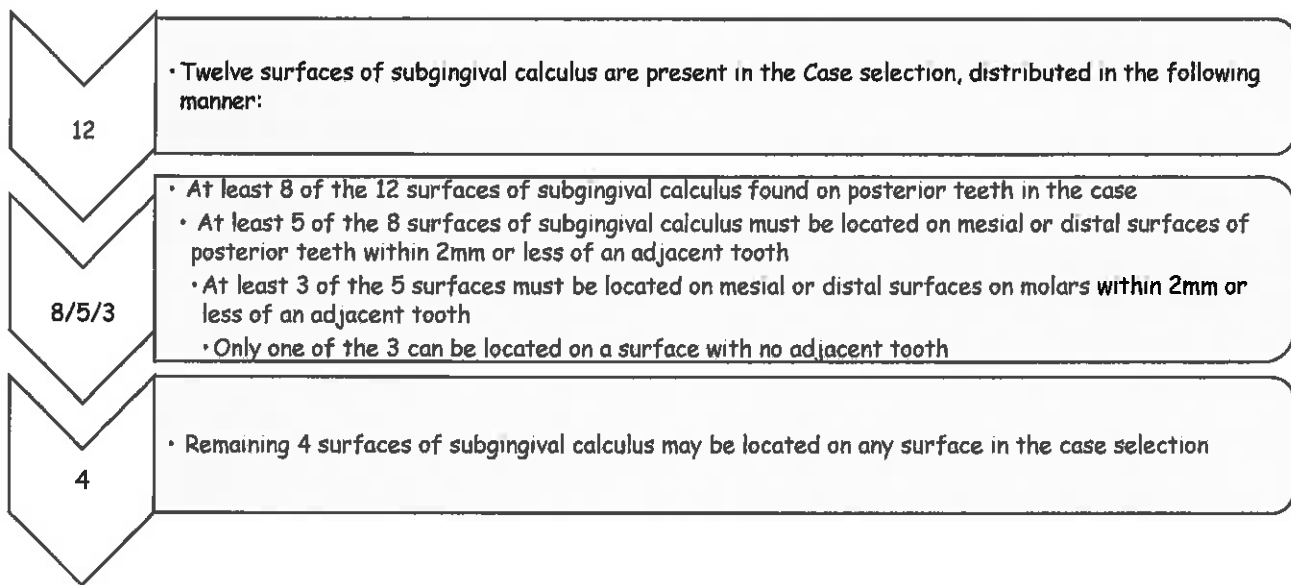 12
· Twelve surfaces of subgingival calculus are present in the Case selection, distributed in the following
manner:
8/5/3
· At least 8 of the 12 surfaces of subgingival calculus found on posterior teeth in the case
· At least 5 of the 8 surfaces of subgingival calculus must be located on mesial or distal surfaces of
posterior teeth within 2mm or less of an adjacent tooth
· At least 3 of the 5 surfaces must be located on mesial or distal surfaces on molars within 2mm or
less of an adjacent tooth
· Only one of the 3 can be located on a surface with no adjacent tooth
4
· Remaining 4 surfaces of subgingival calculus may be located on any surface in the case selection